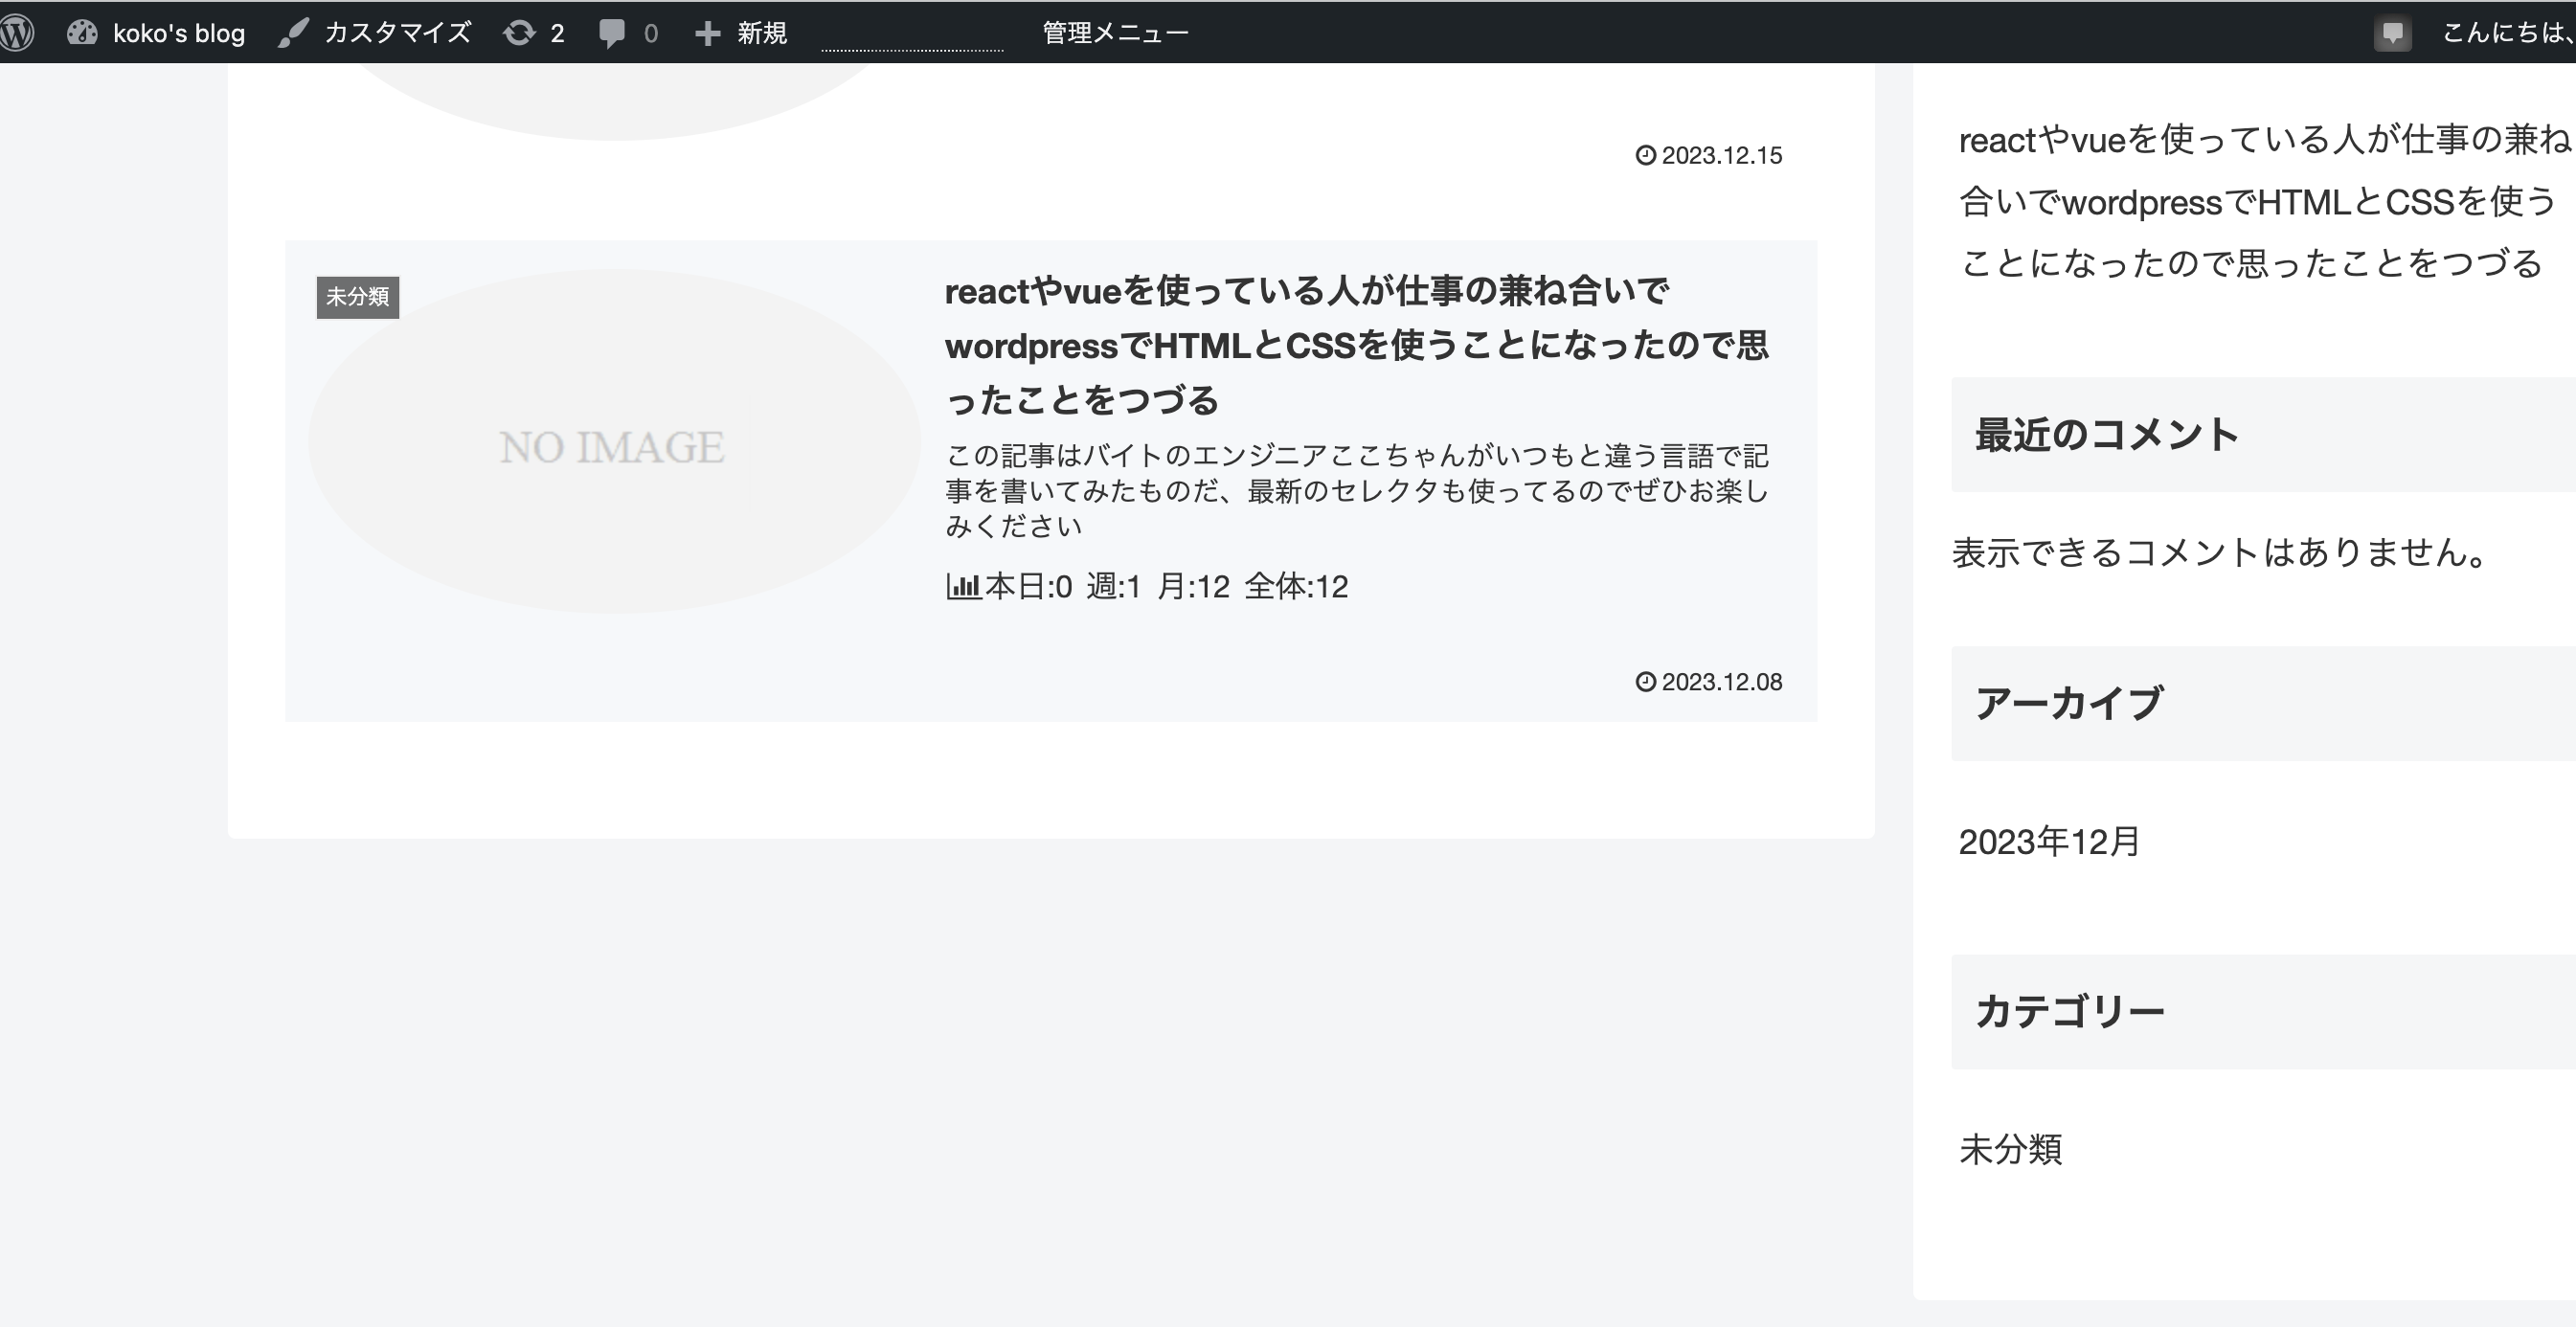 koko's blog カスタマイズ 2 0 新規 管理メニュー こんにちは、
2023.12.15
未分類
NO IMAGE
reactやvueを使っている人が仕事の兼ね合いで
wordpressでHTMLとCSSを使うことになったので思
ったことをつづる
この記事はバイトのエンジニアここちゃんがいつもと違う言語で記
事を書いてみたものだ、最新のセレクタも使ってるのでぜひお楽し
みください
本日:0 週:1 月:12 全体:12
2023.12.08
reactやvueを使っている人が仕事の兼ね
合いでwordpressでHTMLとCSSを使う
ことになったので思ったことをつづる
最近のコメント
表示できるコメントはありません。
アーカイブ
2023年12月
カテゴリー
未分類